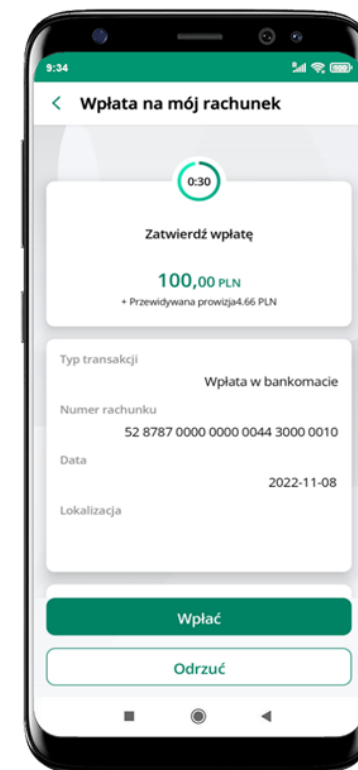 9:34
Wpłata na mój rachunek
0:30
Zatwierdź wpłatę
100,00 PLN
+ Przewidywana prowizja4.66 PLN
Typ transakcji
Wpłata w bankomacie
Numer rachunku
52 8787 0000 0000 0044 3000 0010
Data
2022-11-08
Lokalizacja
Wpłać
Odrzuć